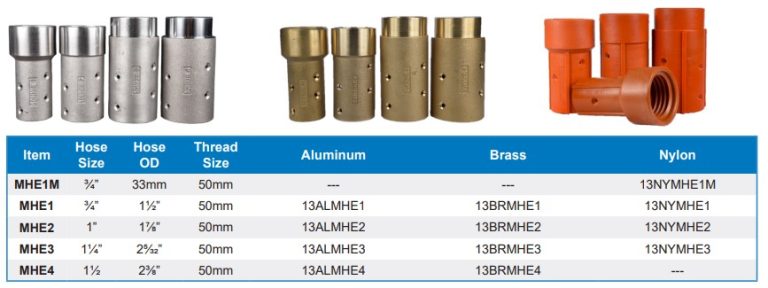 Item Hose Size Hose OD Thread Size Aluminum Brass Nylon
MHE1M ¾" 33mm 50mm --- --- 13NYMHE1M
MHE1 ¾" 1½" 50mm 13ALMHE1 13BRMHE1 13NYMHE1
MHE2 1" 1⅞" 50mm 13ALMHE2 13BRMHE2 13NYMHE2
MHE3 1¼" 2⁵⁄₃₂" 50mm 13ALMHE3 13BRMHE3 13NYMHE3
MHE4 1½ 2⅜" 50mm 13ALMHE4 13BRMHE4 ---